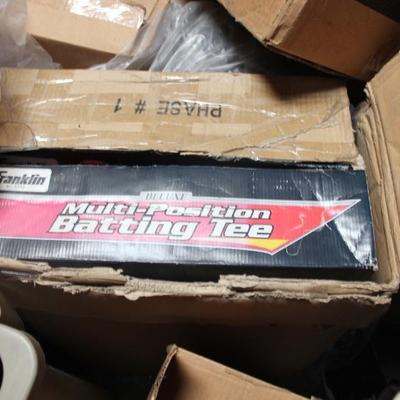 PHASE # 1
Franklin
DELUXE
Multi-Position
Batting Tee